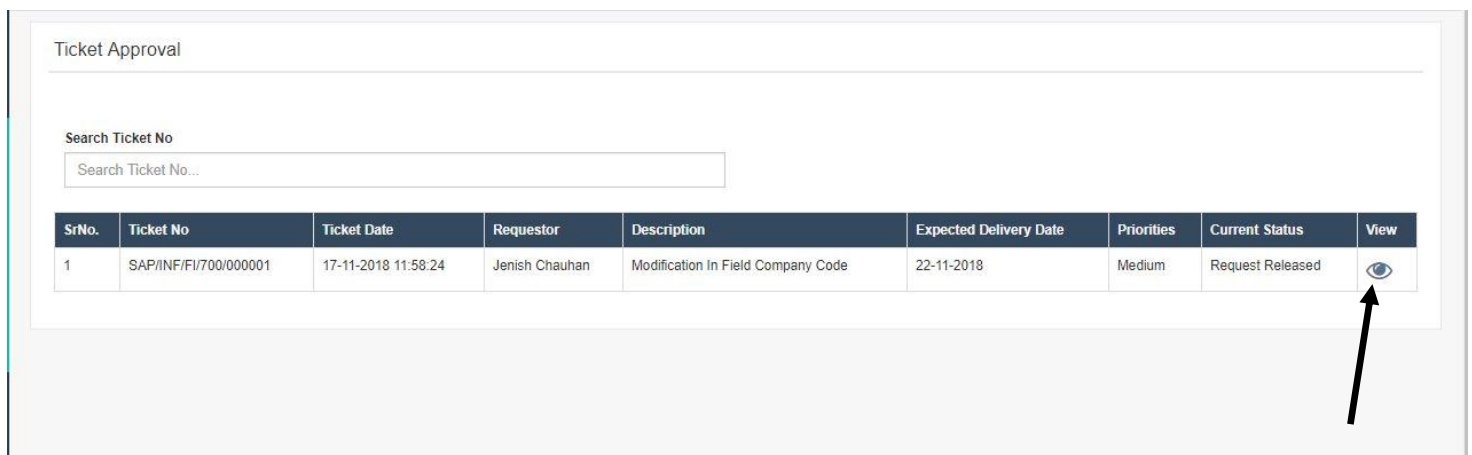 Ticket Approval
Search Ticket No
Search Ticket No...
SrNo. Ticket No Ticket Date Requestor Description Expected Delivery Date Priorities Current Status View
1 SAP/INF/FI/700/000001 17-11-2018 11:58:24 Jenish Chauhan Modification In Field Company Code 22-11-2018 Medium Request Released